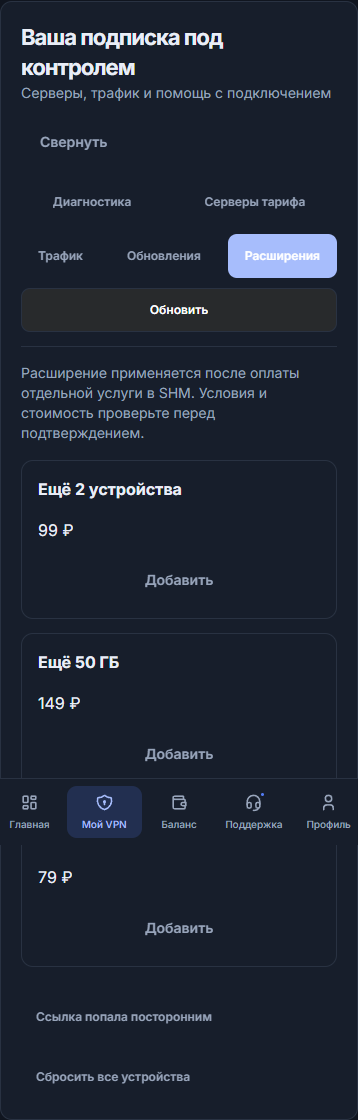 Ваша подписка под
контролем
Серверы, трафик и помощь с подключением
Свернуть
Диагностика
Серверы тарифа
Трафик
Обновления
Расширения
Обновить
Расширение применяется после оплаты
отдельной услуги в SHM. Условия и
стоимость проверьте перед
подтверждением.
Ещё 2 устройства
99 ₽
Добавить
Ещё 50 ГБ
149 ₽
Добавить
Главная
Мой VPN
Баланс
Поддержка
Профиль
79 ₽
Добавить
Ссылка попала посторонним
Сбросить все устройства